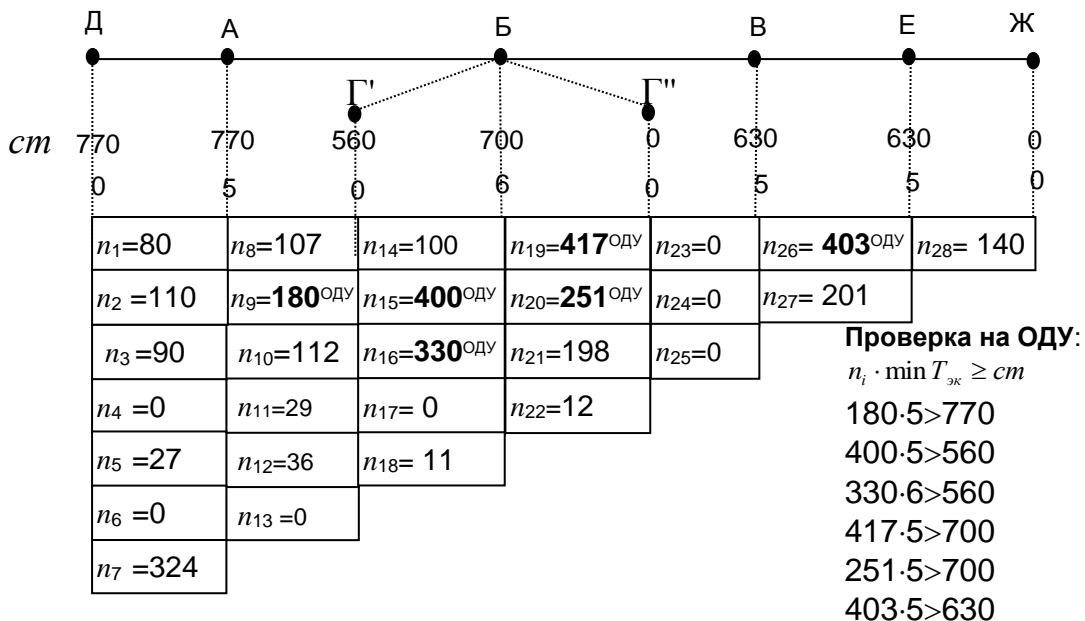 Д А Б В Е Ж
Г' Г"
cm 770 770 560 700 0 630 630 0
0 5 0 6 0 5 5 0
n1=80 n8=107 n14=100 n19=417ОДУ n23=0 n26= 403ОДУ n28= 140
n2 =110 n9=180ОДУ n15=400ОДУ n20=251ОДУ n24=0 n27= 201
n3 =90 n10=112 n16=330ОДУ n21=198 n25=0
n4 =0 n11=29 n17= 0 n22=12
n5 =27 n12=36 n18= 11
n6 =0 n13 =0
n7 =324
Проверка на ОДУ:
ni · min Tэк ≥ cm
180·5>770
400·5>560
330·6>560
417·5>700
251·5>700
403·5>630